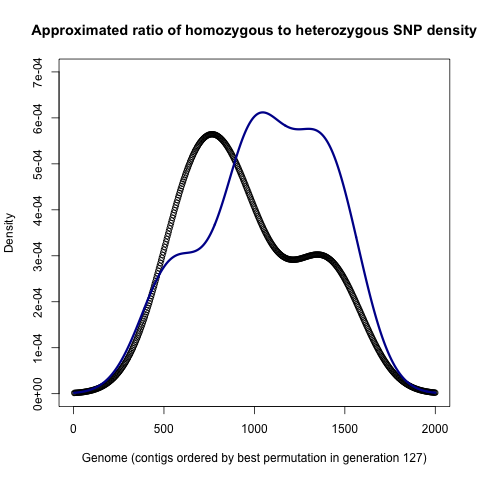 Approximated ratio of homozygous to heterozygous SNP density
7e-04
6e-04
5e-04
4e-04
3e-04
2e-04
1e-04
0e+00
Density
0 500 1000 1500 2000
Genome (contigs ordered by best permutation in generation 127)